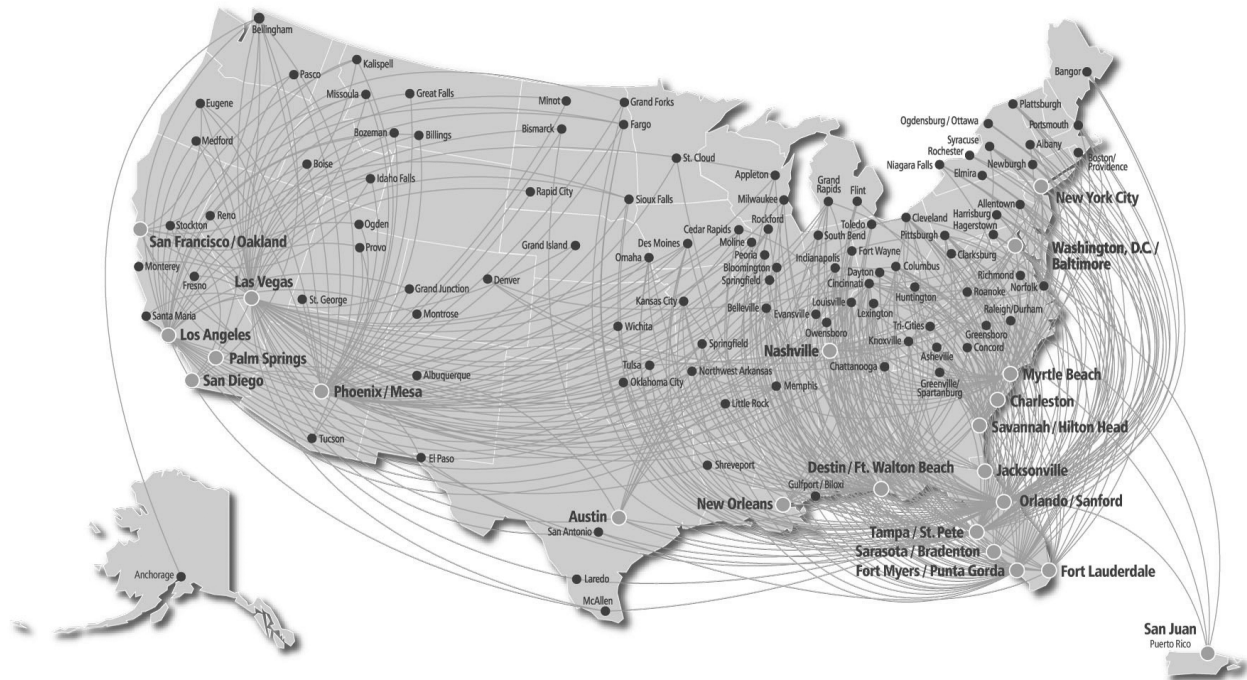 Bellingham
Pasco
Kalispell
Eugene
Missoula
Great Falls
Medford
Bozeman
Billings
Boise
Idaho Falls
Reno
Stockton
San Francisco / Oakland
Ogden
Provo
Monterey
Fresno
Las Vegas
St. George
Grand Junction
Montrose
Denver
Santa Maria
Los Angeles
Palm Springs
San Diego
Phoenix / Mesa
Albuquerque
Tucson
El Paso
Minot
Bismarck
Grand Forks
Fargo
St. Cloud
Rapid City
Sioux Falls
Grand Island
Omaha
Des Moines
Kansas City
Wichita
Tulsa
Oklahoma City
Springfield
Northwest Arkansas
Little Rock
Memphis
Shreveport
Austin
San Antonio
Laredo
McAllen
Appleton
Milwaukee
Rockford
Cedar Rapids
Moline
Peoria
Bloomington
Springfield
Belleville
Evansville
Owensboro
Nashville
Grand
Rapids
Flint
Toledo
South Bend
Fort Wayne
Indianapolis
Dayton
Cincinnati
Columbus
Louisville
Lexington
Huntington
Cleveland
Pittsburgh
Clarksburg
Tri-Cities
Knoxville
Chattanooga
Asheville
Greenville/
Spartanburg
Bangor
Plattsburgh
Ogdensburg / Ottawa
Portsmouth
Syracuse
Rochester
Albany
Niagara Falls
Newburgh
Boston/
Providence
Elmira
New York City
Allentown
Harrisburg
Hagerstown
Washington, D.C. /
Baltimore
Richmond
Norfolk
Roanoke
Raleigh/Durham
Greensboro
Concord
Myrtle Beach
Charleston
Savannah / Hilton Head
Jacksonville
Destin / Ft. Walton Beach
Gulfport / Biloxi
New Orleans
Orlando / Sanford
Tampa / St. Pete
Sarasota / Bradenton
Fort Myers / Punta Gorda
Fort Lauderdale
Anchorage
San Juan
Puerto Rico